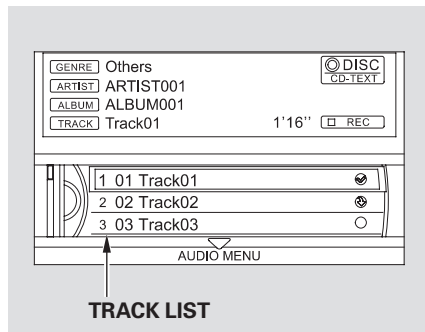 GENRE Others
DISC
CD-TEXT
ARTIST ARTIST001
ALBUM ALBUM001
TRACK Track01 1'16" REC
1 01 Track01
2 02 Track02
3 03 Track03
AUDIO MENU
TRACK LIST